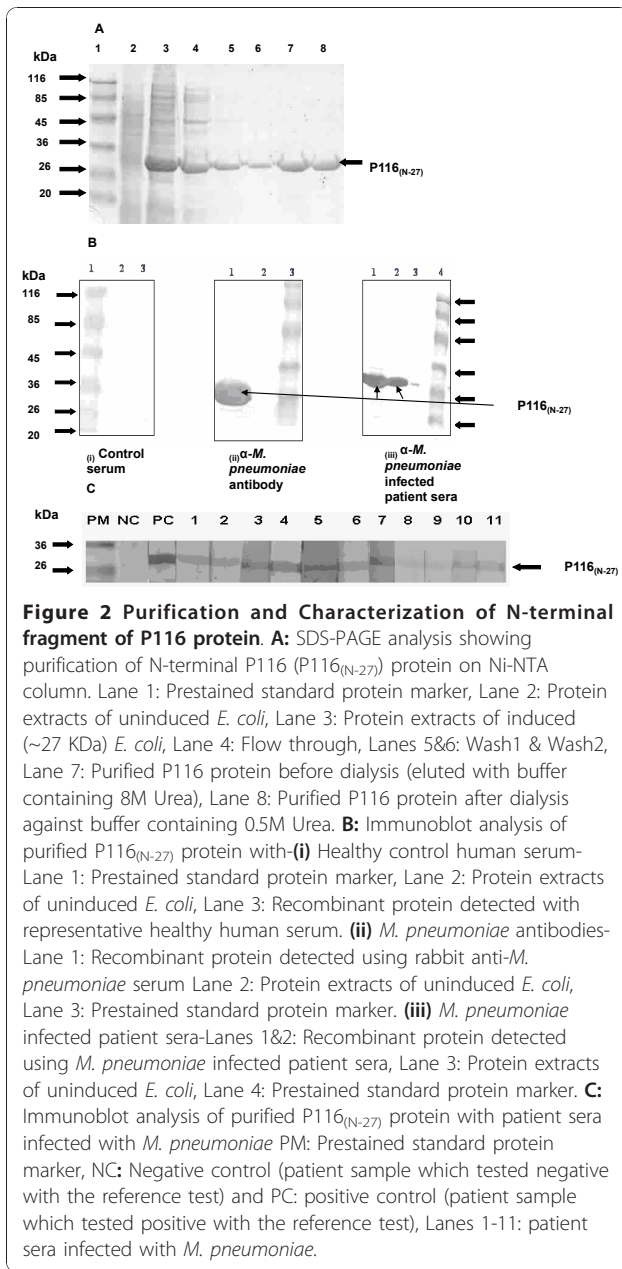 A
kDa 1 2 3 4 5 6 7 8
116
85
45
36
26
20
P116(N-27)
B
kDa
1 2 3
1 2 3
1 2 3 4
116
85
45
36
26
20
P116(N-27)
(i) Control serum
(ii) α-M. pneumoniae antibody
(iii) α-M. pneumoniae infected patient sera
C
kDa PM NC PC 1 2 3 4 5 6 7 8 9 10 11
36
26
P116(N-27)
Figure 2 Purification and Characterization of N-terminal
fragment of P116 protein. A: SDS-PAGE analysis showing
purification of N-terminal P116 (P116(N-27)) protein on Ni-NTA
column. Lane 1: Prestained standard protein marker, Lane 2: Protein
extracts of uninduced E. coli, Lane 3: Protein extracts of induced
(~27 KDa) E. coli, Lane 4: Flow through, Lanes 5&6: Wash1 & Wash2,
Lane 7: Purified P116 protein before dialysis (eluted with buffer
containing 8M Urea), Lane 8: Purified P116 protein after dialysis
against buffer containing 0.5M Urea. B: Immunoblot analysis of
purified P116(N-27) protein with-(i) Healthy control human serum-
Lane 1: Prestained standard protein marker, Lane 2: Protein extracts
of uninduced E. coli, Lane 3: Recombinant protein detected with
representative healthy human serum. (ii) M. pneumoniae antibodies-
Lane 1: Recombinant protein detected using rabbit anti-M.
pneumoniae serum Lane 2: Protein extracts of uninduced E. coli,
Lane 3: Prestained standard protein marker. (iii) M. pneumoniae
infected patient sera-Lanes 1&2: Recombinant protein detected
using M. pneumoniae infected patient sera, Lane 3: Protein extracts
of uninduced E. coli, Lane 4: Prestained standard protein marker. C:
Immunoblot analysis of purified P116(N-27) protein with patient sera
infected with M. pneumoniae PM: Prestained standard protein
marker, NC: Negative control (patient sample which tested negative
with the reference test) and PC: positive control (patient sample
which tested positive with the reference test), Lanes 1-11: patient
sera infected with M. pneumoniae.